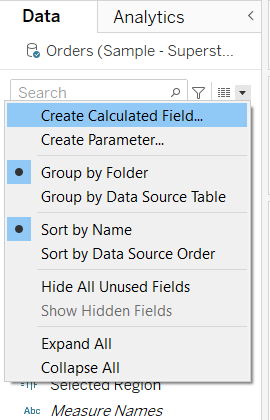 Data Analytics
Orders (Sample - Superst...
Search
Create Calculated Field...
Create Parameter...
Group by Folder
Group by Data Source Table
Sort by Name
Sort by Data Source Order
Hide All Unused Fields
Show Hidden Fields
Expand All
Collapse All
Selected Region
Abc Measure Names